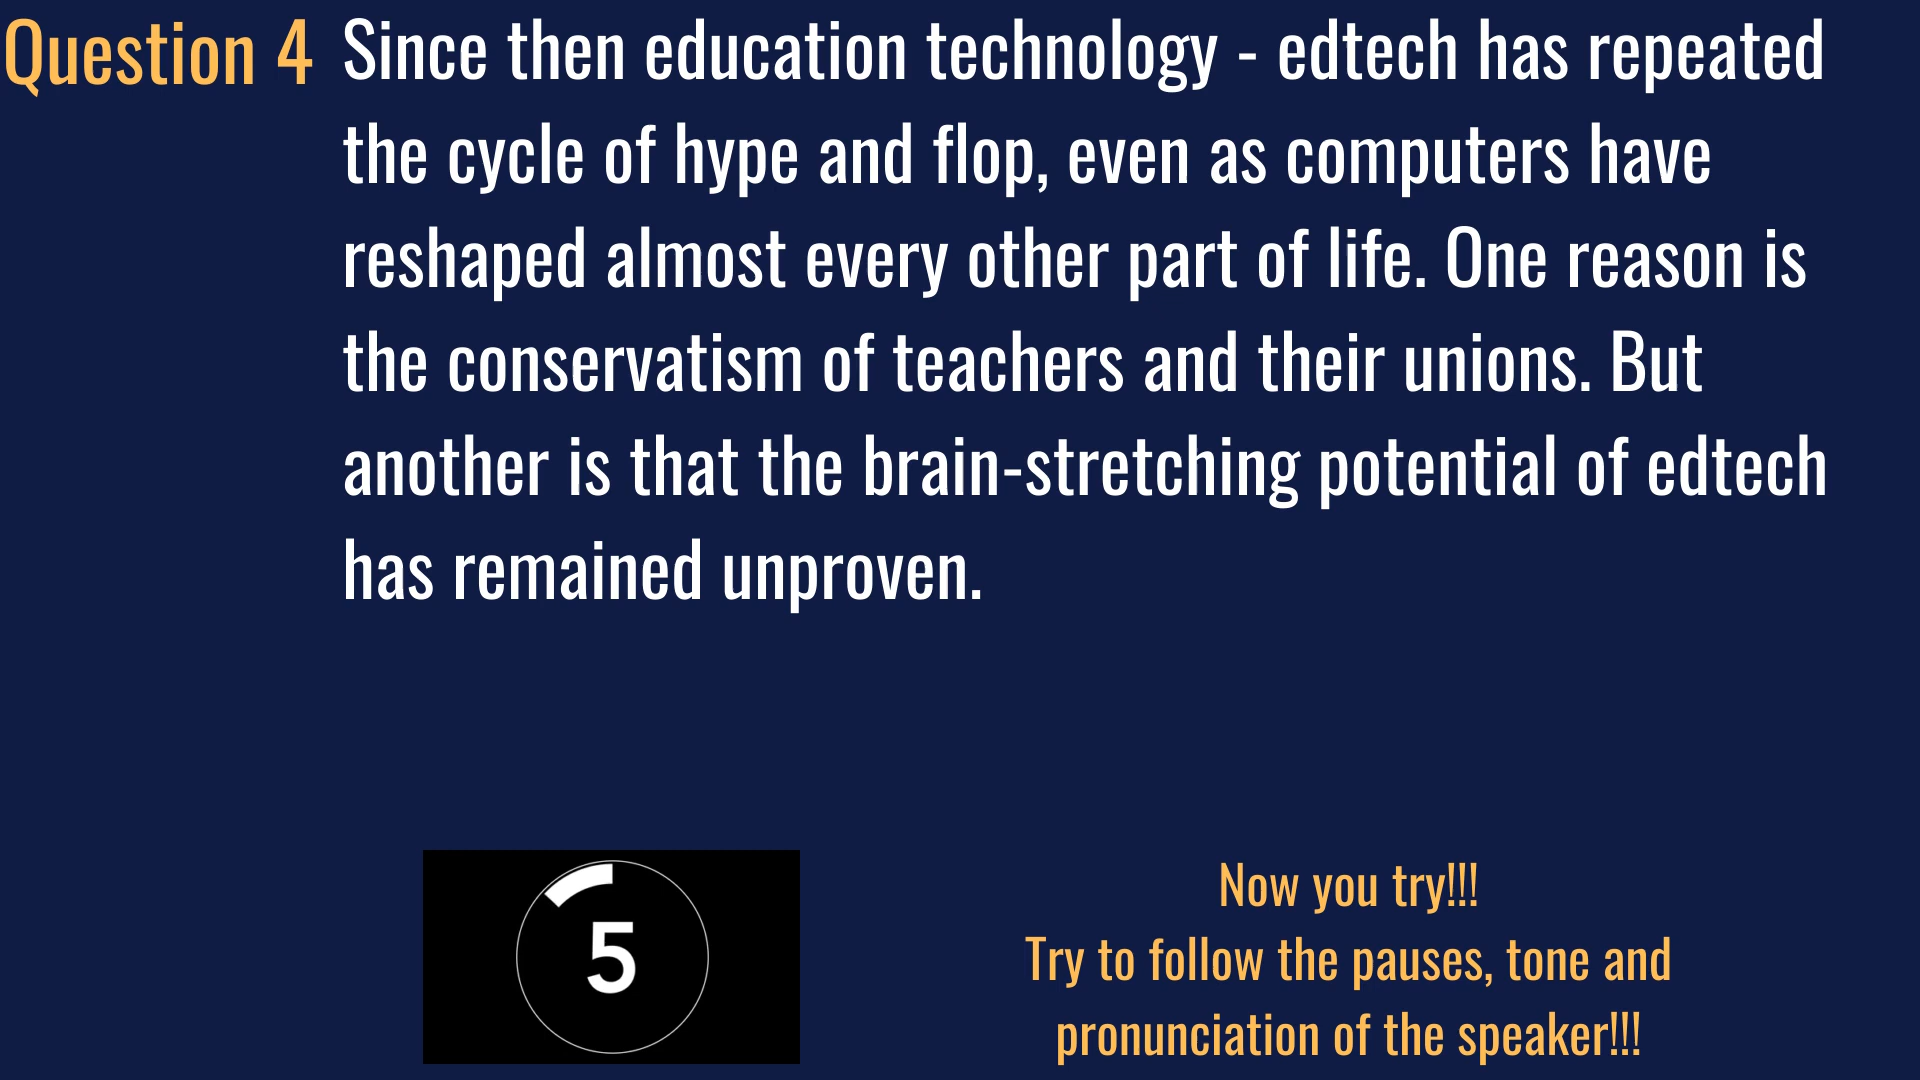 Question 4
Since then education technology - edtech has repeated
the cycle of hype and flop, even as computers have
reshaped almost every other part of life. One reason is
the conservatism of teachers and their unions. But
another is that the brain-stretching potential of edtech
has remained unproven.
5
Now you try!!!
Try to follow the pauses, tone and
pronunciation of the speaker!!!